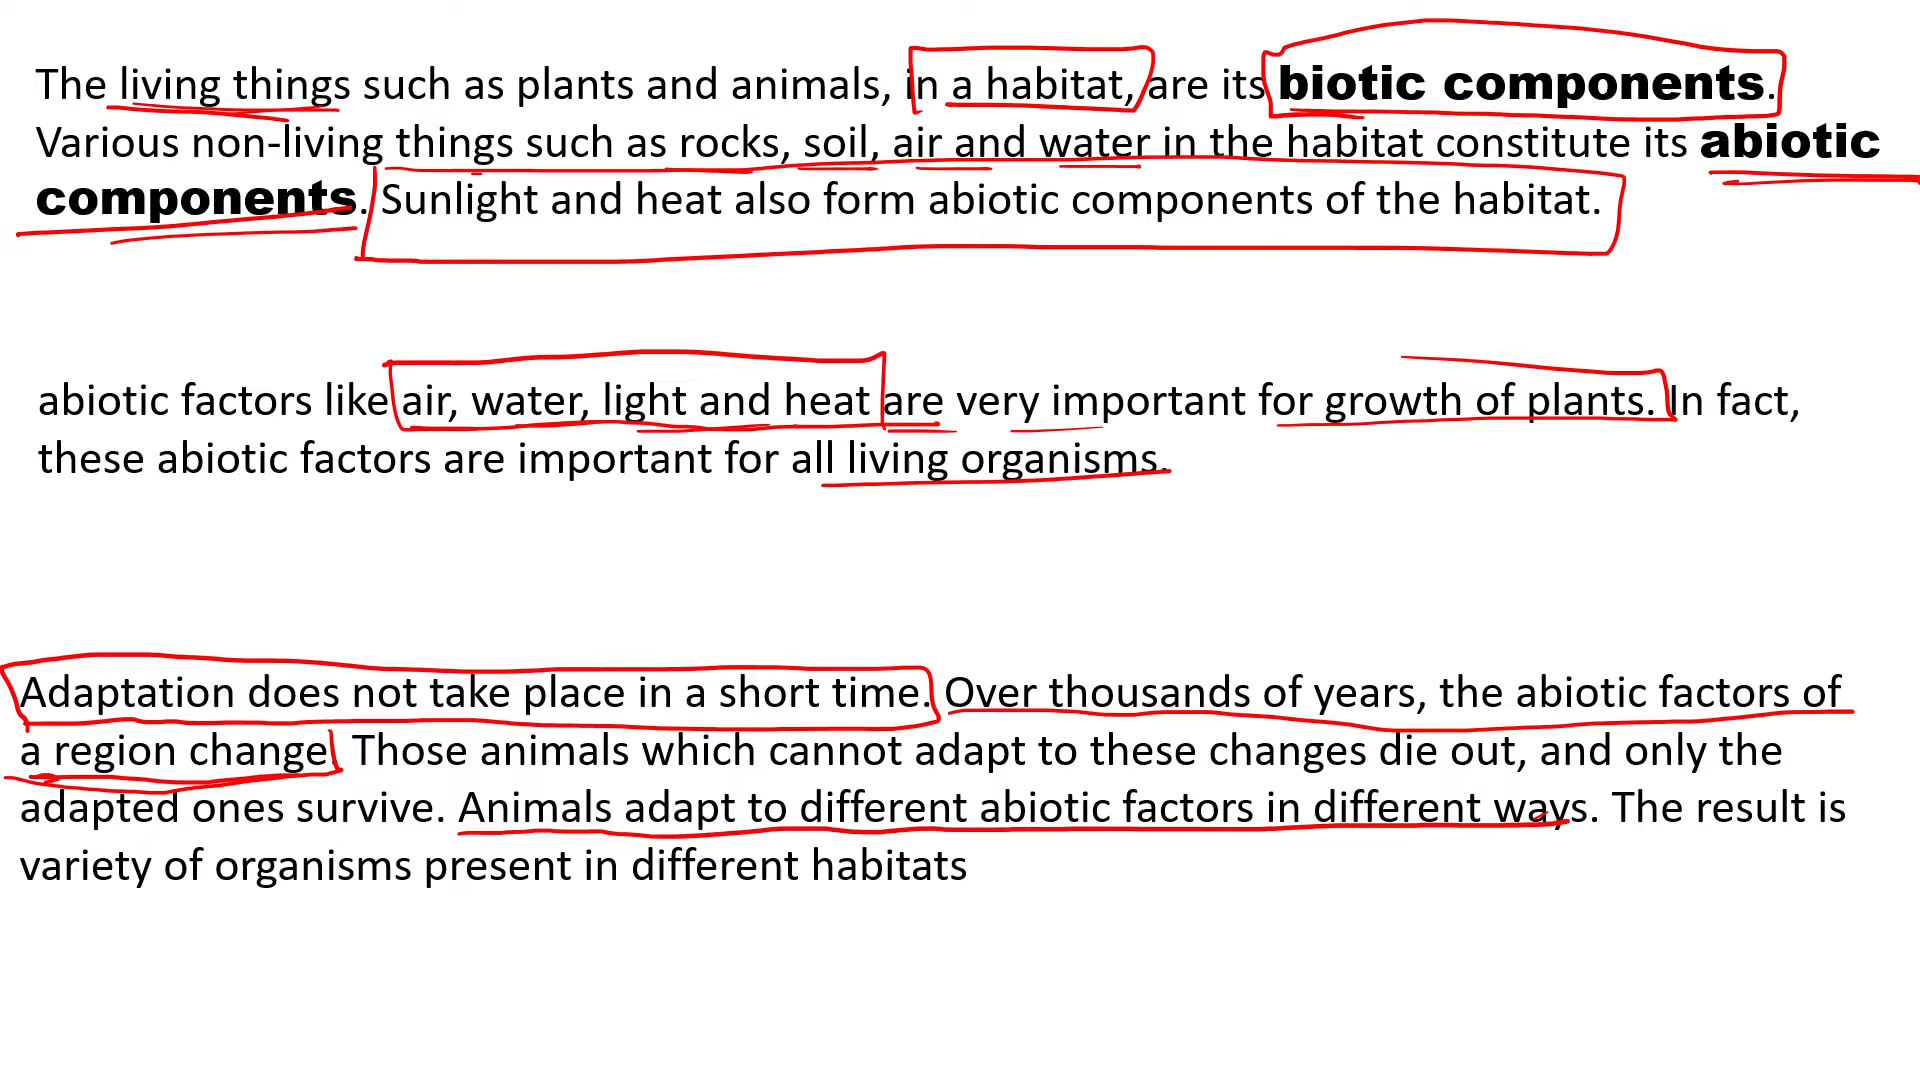 The living things such as plants and animals, in a habitat, are its biotic components.
Various non-living things such as rocks, soil, air and water in the habitat constitute its abiotic
components. Sunlight and heat also form abiotic components of the habitat.
abiotic factors like air, water, light and heat are very important for growth of plants. In fact,
these abiotic factors are important for all living organisms.
Adaptation does not take place in a short time. Over thousands of years, the abiotic factors of
a region change. Those animals which cannot adapt to these changes die out, and only the
adapted ones survive. Animals adapt to different abiotic factors in different ways. The result is
variety of organisms present in different habitats